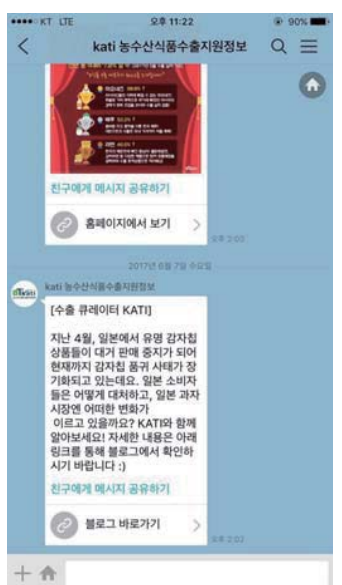 KT LTE 오후 11:22 90%
kati 농수산식품수출지원정보
친구에게 메시지 공유하기
홈페이지에서 보기
오후 3:03
2017년 6월 7일 수요일
kati 농수산식품수출지원정보
[수출 큐레이터 KATI]
지난 4월, 일본에서 유명 감자칩
상품들이 대거 판매 중지가 되어
현재까지 감자칩 품귀 사태가 장
기화되고 있는데요. 일본 소비자
들은 어떻게 대처하고, 일본 과자
시장엔 어떠한 변화가
이르고 있을까요? KATI와 함께
알아보세요! 자세한 내용은 아래
링크를 통해 블로그에서 확인하
시기 바랍니다 :)
친구에게 메시지 공유하기
블로그 바로가기
오후 2:02